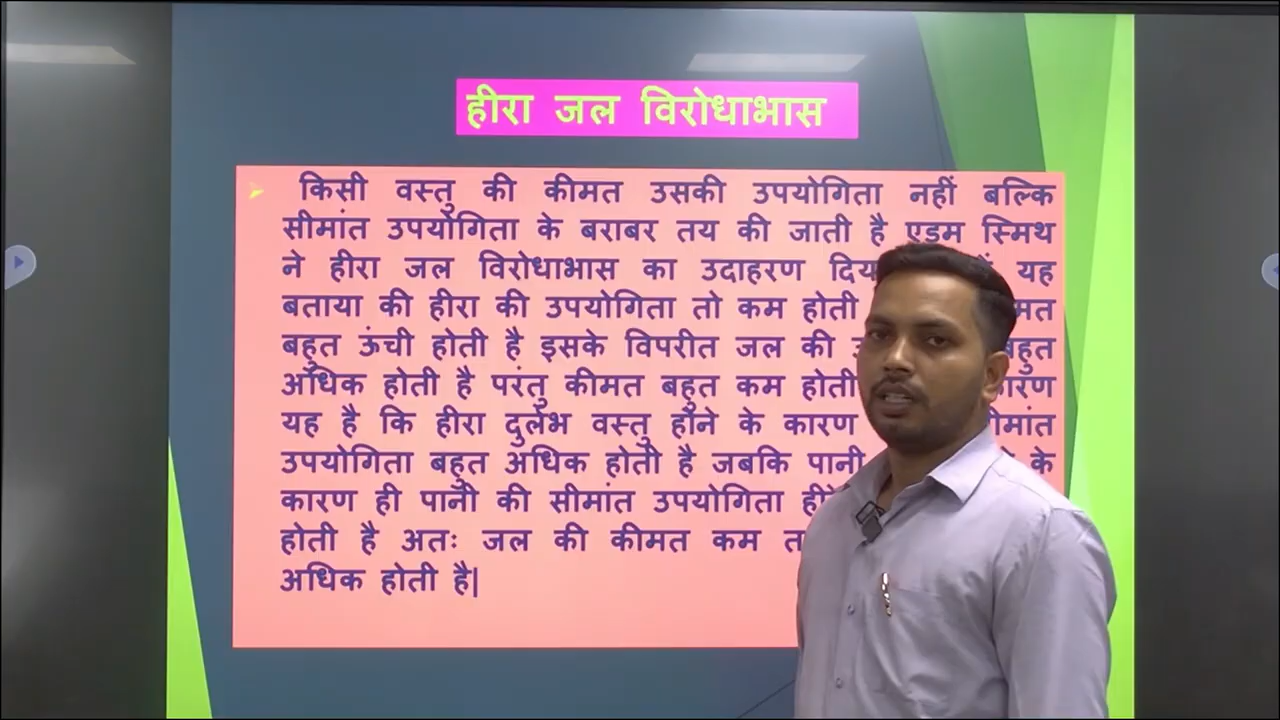 हीरा जल विरोधाभास
किसी वस्तु की कीमत उसकी उपयोगिता नहीं बल्कि
सीमांत उपयोगिता के बराबर तय की जाती है एडम स्मिथ
ने हीरा जल विरोधाभास का उदाहरण यह
बताया की हीरा की उपयोगिता तो कम होती
बहुत ऊंची होती है इसके विपरीत जल की बहुत
अधिक होती है परंतु कीमत बहुत कम होती कारण
यह है कि हीरा दुर्लभ वस्तु होने के कारण
उपयोगिता बहुत अधिक होती है जबकि पानी के
कारण ही पानी की सीमांत उपयोगिता
होती है अतः जल की कीमत कम
अधिक होती है|